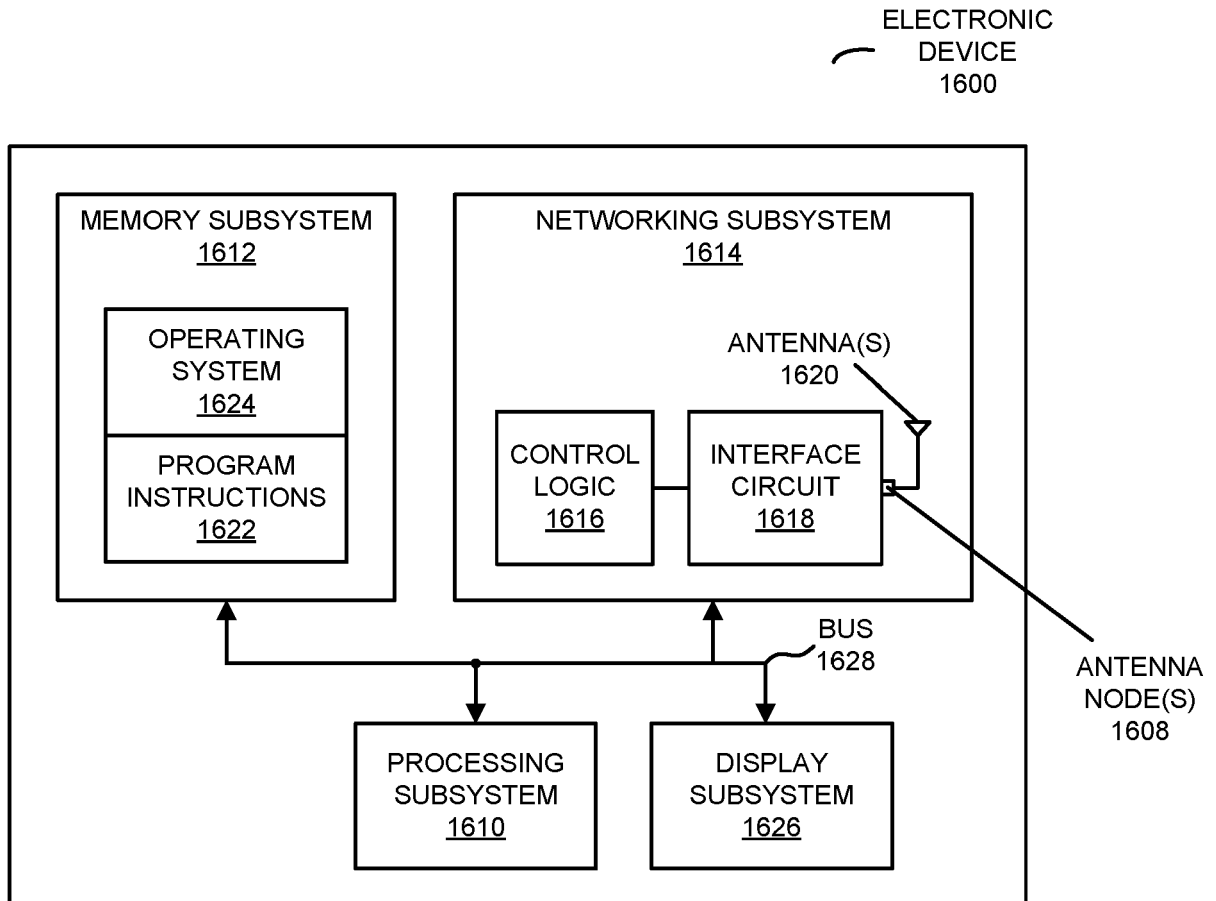 ELECTRONIC
DEVICE
1600
MEMORY SUBSYSTEM
1612
OPERATING
SYSTEM
1624
PROGRAM
INSTRUCTIONS
1622
NETWORKING SUBSYSTEM
1614
ANTENNA(S)
1620
CONTROL
LOGIC
1616
INTERFACE
CIRCUIT
1618
BUS
1628
ANTENNA
NODE(S)
1608
PROCESSING
SUBSYSTEM
1610
DISPLAY
SUBSYSTEM
1626